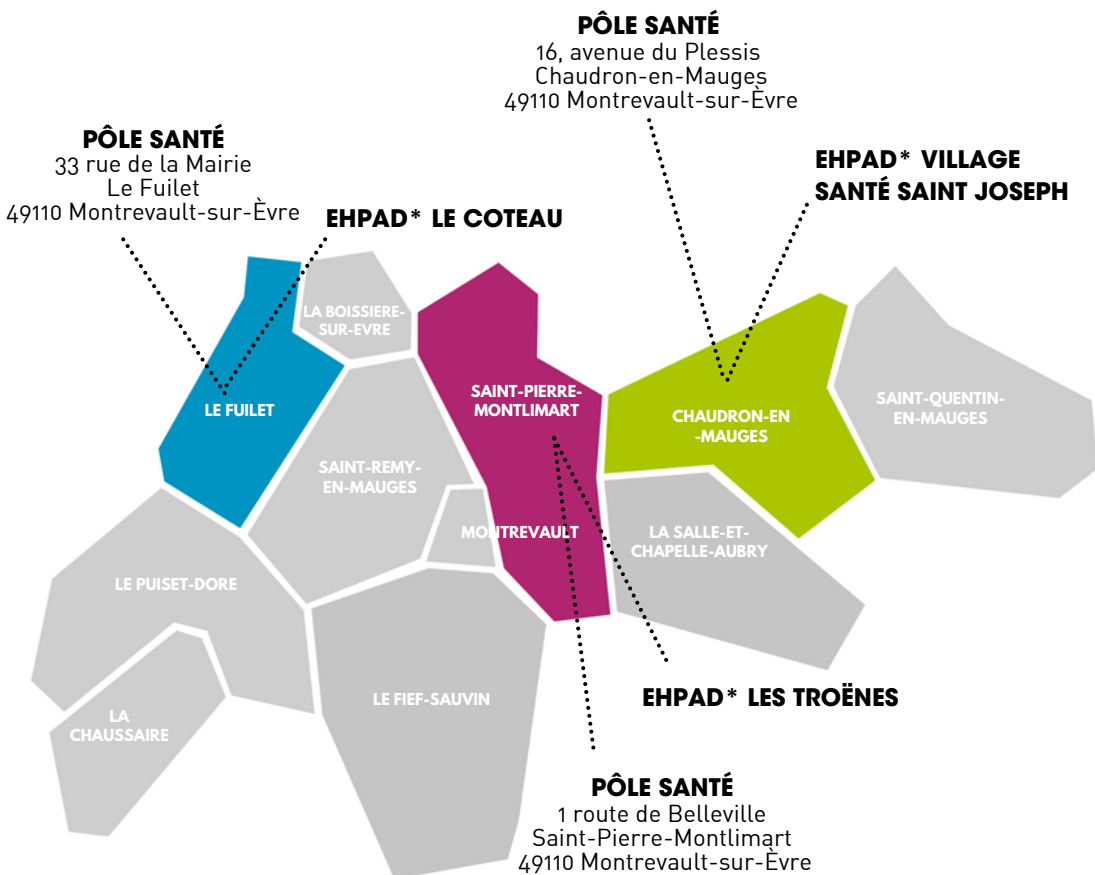 PÔLE SANTÉ
16, avenue du Plessis
Chaudron-en-Mauges
49110 Montrevault-sur-Èvre
PÔLE SANTÉ
33 rue de la Mairie
Le Fuilet
49110 Montrevault-sur-Èvre
EHPAD* LE COTEAU
EHPAD* VILLAGE
SANTÉ SAINT JOSEPH
LA BOISSIERE-
SUR-EVRE
LE FUILET
SAINT-PIERRE-
MONTLIMART
CHAUDRON-EN
-MAUGES
SAINT-QUENTIN-
EN-MAUGES
SAINT-REMY-
EN-MAUGES
MONTREVAULT
LA SALLE-ET-
CHAPELLE-AUBRY
LE PUISET-DORE
LE FIEF-SAUVIN
LA
CHAUSSAIRE
EHPAD* LES TROËNES
PÔLE SANTÉ
1 route de Belleville
Saint-Pierre-Montlimart
49110 Montrevault-sur-Èvre